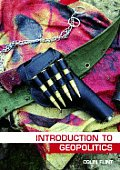 INTRODUCTION TO
GEOPOLITICS
COLIN FLINT